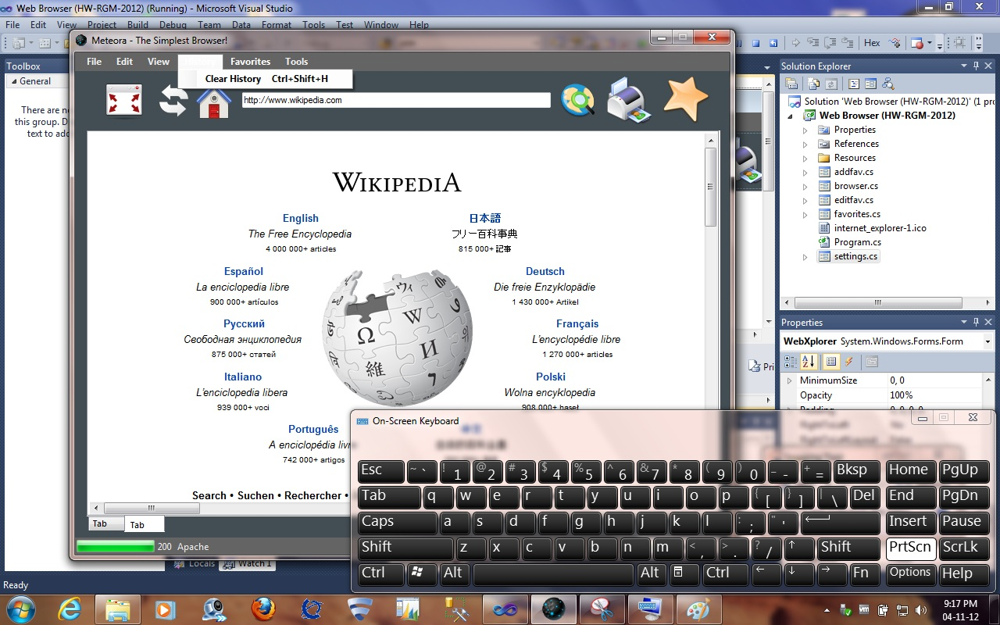 Web Browser (HW-RGM-2012) (Running) - Microsoft Visual Studio
File Edit View Project Build Debug Team Data Format Tools Test Window Help
Hex
Toolbox
General
There are
this group. D
text to add
Meteora - The Simplest Browser!
File Edit View Favorites Tools
Clear History Ctrl+Shift+H
http://www.wikipedia.com
WIKIPEDIA
English
The Free Encyclopedia
4 000 000+ articles
日本語
フリー百科事典
815 000+ 記事
Español
La enciclopedia libre
900 000+ artículos
Deutsch
Die freie Enzyklopädie
1 430 000+ Artikel
Русский
Свободная энциклопедия
875 000+ статей
Français
L'encyclopédie libre
1 270 000+ articles
Italiano
L'enciclopedia libera
939 000+ voci
Polski
Wolna encyklopedia
908 000+ haseł
Português
A enciclopédia livre
742 000+ artigos
Search • Suchen • Rechercher •
Ω W И 維 ウィ
Tab Tab
200 Apache
Locals Watch 1
Ready
Solution Explorer
Solution 'Web Browser (HW-RGM-2012)' (1 pro
Web Browser (HW-RGM-2012)
Properties
References
Resources
addfav.cs
browser.cs
editfav.cs
favorites.cs
internet_explorer-1.ico
Program.cs
settings.cs
Pri
Properties
WebXplorer System.Windows.Forms.Form
MinimumSize 0, 0
Opacity 100%
On-Screen Keyboard
Esc ~ ` ! 1 @ 2 # 3 $ 4 % 5 ^ 6 & 7 * 8 ( 9 ) 0 _ - + = Bksp Home PgUp
Tab q w e r t y u i o p { [ } ] | \ Del End PgDn
Caps a s d f g h j k l : ; " ' Insert Pause
Shift z x c v b n m < , > . ? / ↑ Shift PrtScn ScrLk
Ctrl Alt Alt Ctrl ← ↓ → Fn Options Help
9:17 PM
04-11-12